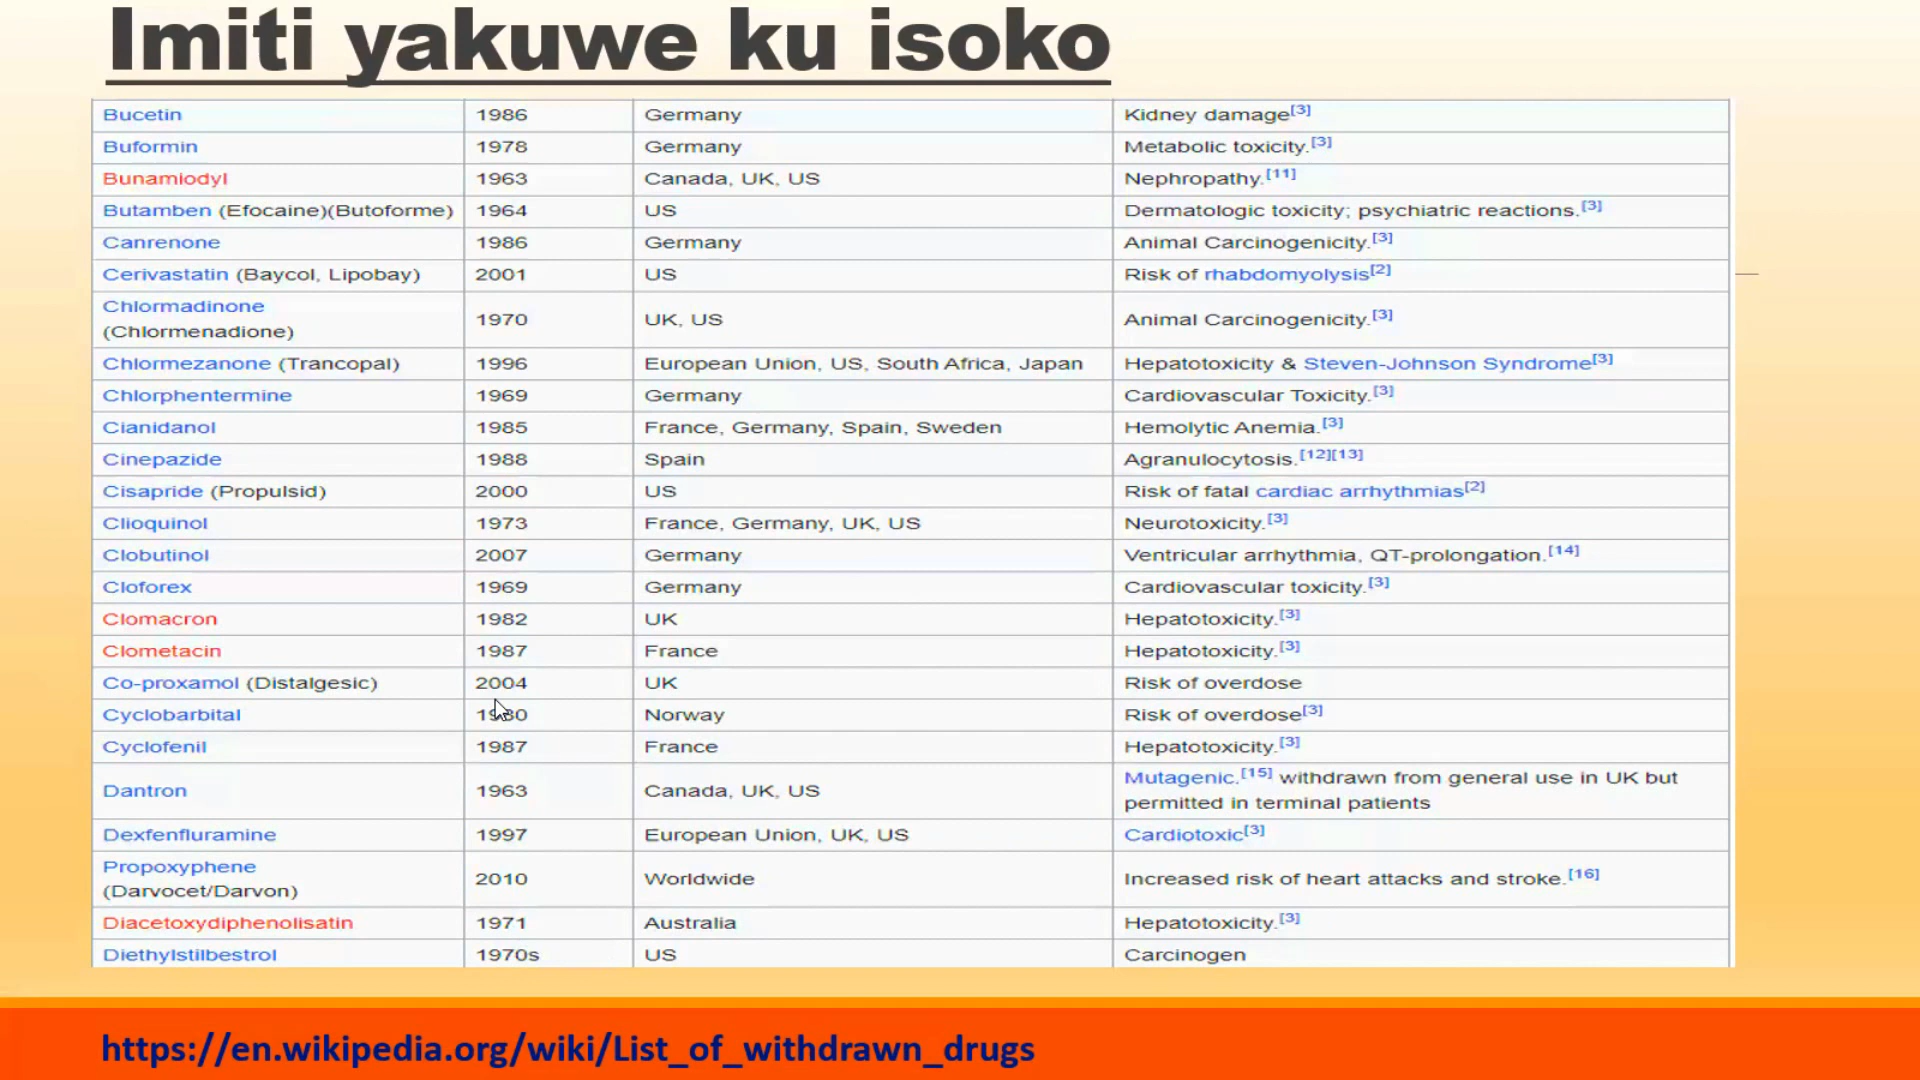 Imiti yakuwe ku isoko
Bucetin 1986 Germany Kidney damage[3]
Buformin 1978 Germany Metabolic toxicity.[3]
Bunamiodyl 1963 Canada, UK, US Nephropathy.[11]
Butamben (Efocaine)(Butoforme) 1964 US Dermatologic toxicity; psychiatric reactions.[3]
Canrenone 1986 Germany Animal Carcinogenicity.[3]
Cerivastatin (Baycol, Lipobay) 2001 US Risk of rhabdomyolysis[2]
Chlormadinone
(Chlormenadione) 1970 UK, US Animal Carcinogenicity.[3]
Chlormezanone (Trancopal) 1996 European Union, US, South Africa, Japan Hepatotoxicity & Steven-Johnson Syndrome[3]
Chlorphentermine 1969 Germany Cardiovascular Toxicity.[3]
Cianidanol 1985 France, Germany, Spain, Sweden Hemolytic Anemia.[3]
Cinepazide 1988 Spain Agranulocytosis.[12][13]
Cisapride (Propulsid) 2000 US Risk of fatal cardiac arrhythmias[2]
Clioquinol 1973 France, Germany, UK, US Neurotoxicity.[3]
Clobutinol 2007 Germany Ventricular arrhythmia, QT-prolongation.[14]
Cloforex 1969 Germany Cardiovascular toxicity.[3]
Clomacron 1982 UK Hepatotoxicity.[3]
Clometacin 1987 France Hepatotoxicity.[3]
Co-proxamol (Distalgesic) 2004 UK Risk of overdose
Cyclobarbital 1980 Norway Risk of overdose[3]
Cyclofenil 1987 France Hepatotoxicity.[3]
Dantron 1963 Canada, UK, US Mutagenic.[15] withdrawn from general use in UK but
permitted in terminal patients
Dexfenfluramine 1997 European Union, UK, US Cardiotoxic[3]
Propoxyphene
(Darvocet/Darvon) 2010 Worldwide Increased risk of heart attacks and stroke.[16]
Diacetoxydiphenolisatin 1971 Australia Hepatotoxicity.[3]
Diethylstilbestrol 1970s US Carcinogen
https://en.wikipedia.org/wiki/List_of_withdrawn_drugs